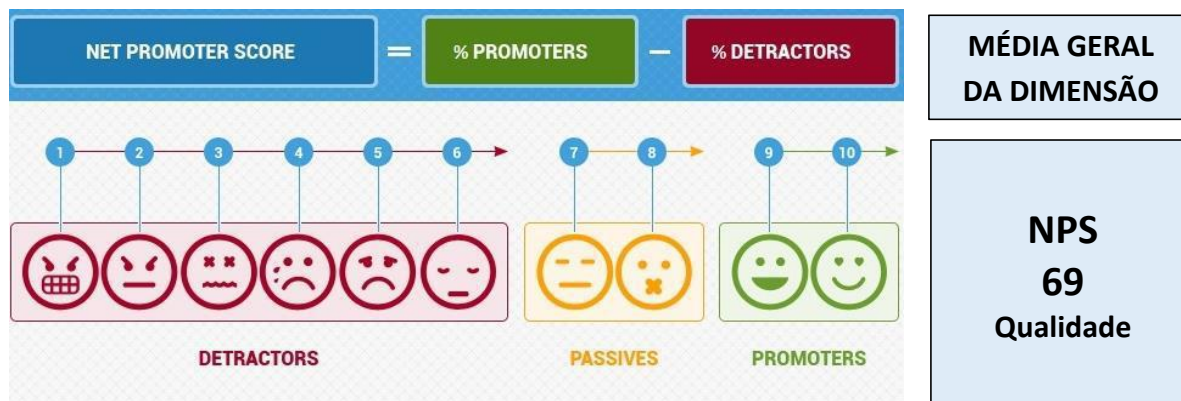 NET PROMOTER SCORE = % PROMOTERS − % DETRACTORS
1 2 3 4 5 6 7 8 9 10
DETRACTORS PASSIVES PROMOTERS
MÉDIA GERAL
DA DIMENSÃO
NPS
69
Qualidade